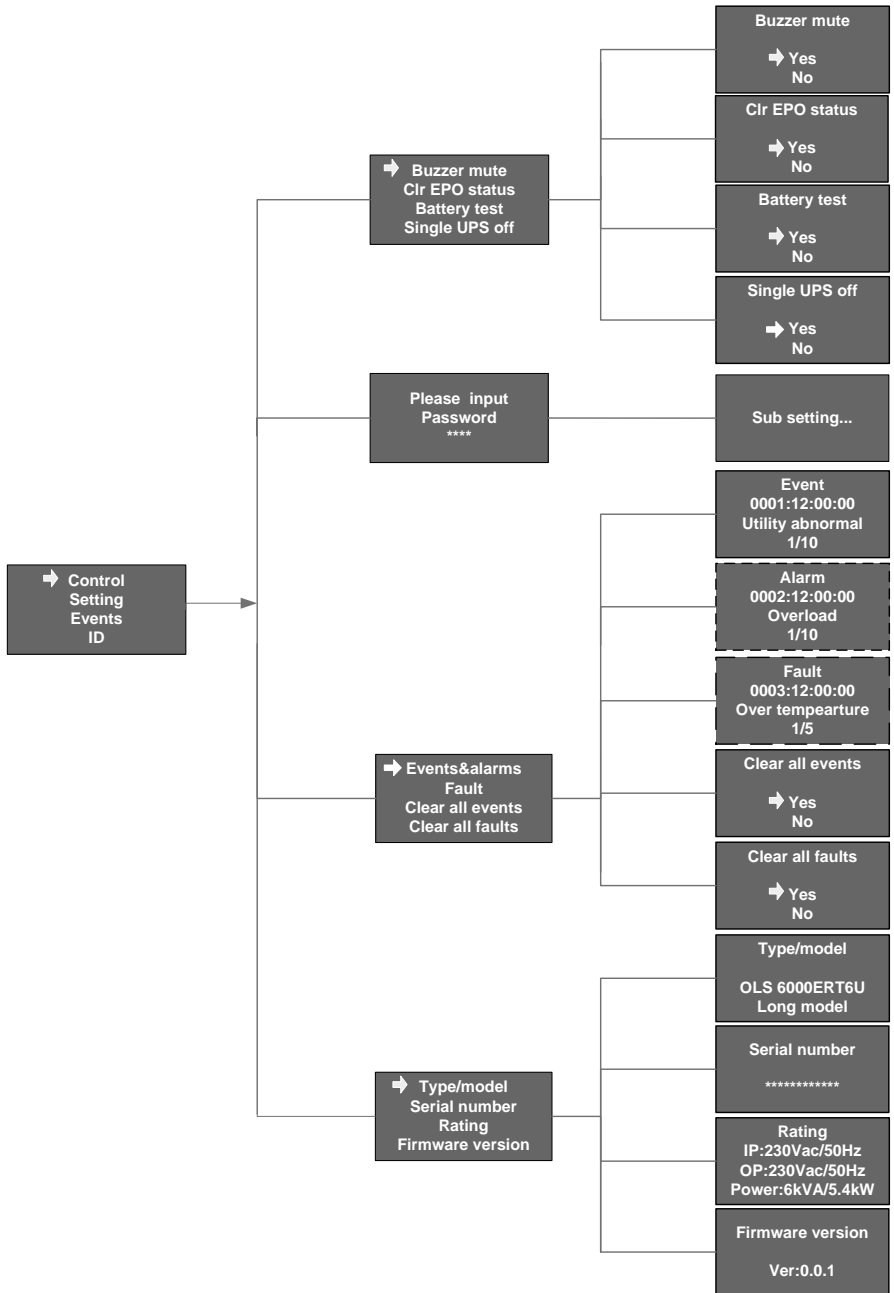 Control
Setting
Events
ID
Buzzer mute
Clr EPO status
Battery test
Single UPS off
Buzzer mute
Yes
No
Clr EPO status
Yes
No
Battery test
Yes
No
Single UPS off
Yes
No
Please input
Password
****
Sub setting...
Events&alarms
Fault
Clear all events
Clear all faults
Event
0001:12:00:00
Utility abnormal
1/10
Alarm
0002:12:00:00
Overload
1/10
Fault
0003:12:00:00
Over tempearture
1/5
Clear all events
Yes
No
Clear all faults
Yes
No
Type/model
Serial number
Rating
Firmware version
Type/model
OLS 6000ERT6U
Long model
Serial number
************
Rating
IP:230Vac/50Hz
OP:230Vac/50Hz
Power:6kVA/5.4kW
Firmware version
Ver:0.0.1